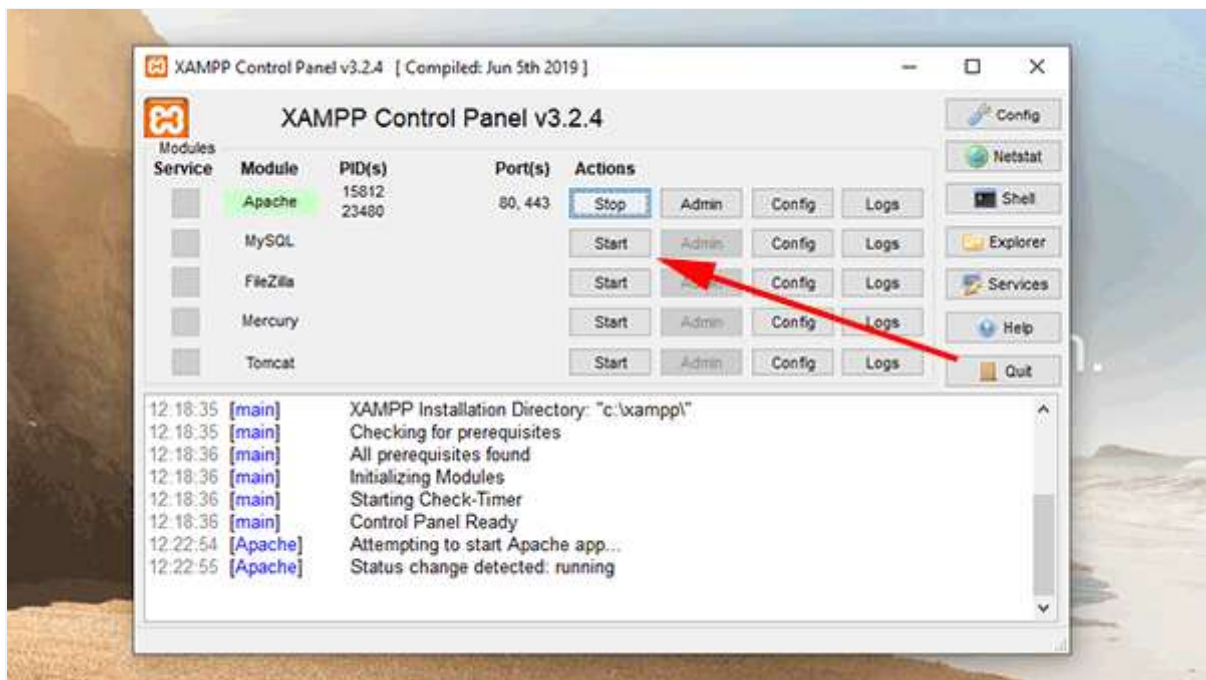 XAMPP Control Panel v3.2.4 [ Compiled: Jun 5th 2019 ]
XAMPP Control Panel v3.2.4
Modules
Service Module PID(s) Port(s) Actions
Apache 15812 23480 80, 443 Stop Admin Config Logs
MySQL Start Admin Config Logs
FileZilla Start Admin Config Logs
Mercury Start Admin Config Logs
Tomcat Start Admin Config Logs
Config
Netstat
Shell
Explorer
Services
Help
Quit
12:18:35 [main] XAMPP Installation Directory: "c:\xampp\"
12:18:35 [main] Checking for prerequisites
12:18:36 [main] All prerequisites found
12:18:36 [main] Initializing Modules
12:18:36 [main] Starting Check-Timer
12:18:36 [main] Control Panel Ready
12:22:54 [Apache] Attempting to start Apache app...
12:22:55 [Apache] Status change detected: running